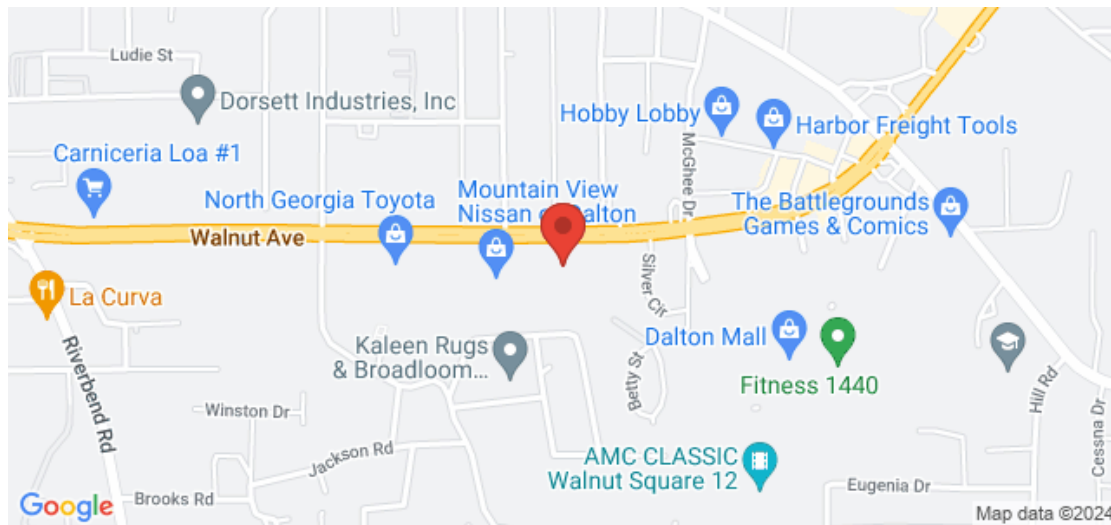 Ludie St
Dorsett Industries, Inc
Hobby Lobby
Harbor Freight Tools
McGhee Dr
Carniceria Loa #1
North Georgia Toyota
Mountain View
Nissan of Dalton
The Battlegrounds
Games & Comics
Walnut Ave
Silver Cir
La Curva
Riverbend Rd
Kaleen Rugs
& Broadloom...
Dalton Mall
Fitness 1440
Betty St
Hill Rd
Cessna Dr
Winston Dr
Jackson Rd
AMC CLASSIC
Walnut Square 12
Eugenia Dr
Brooks Rd
Google
Map data ©2024